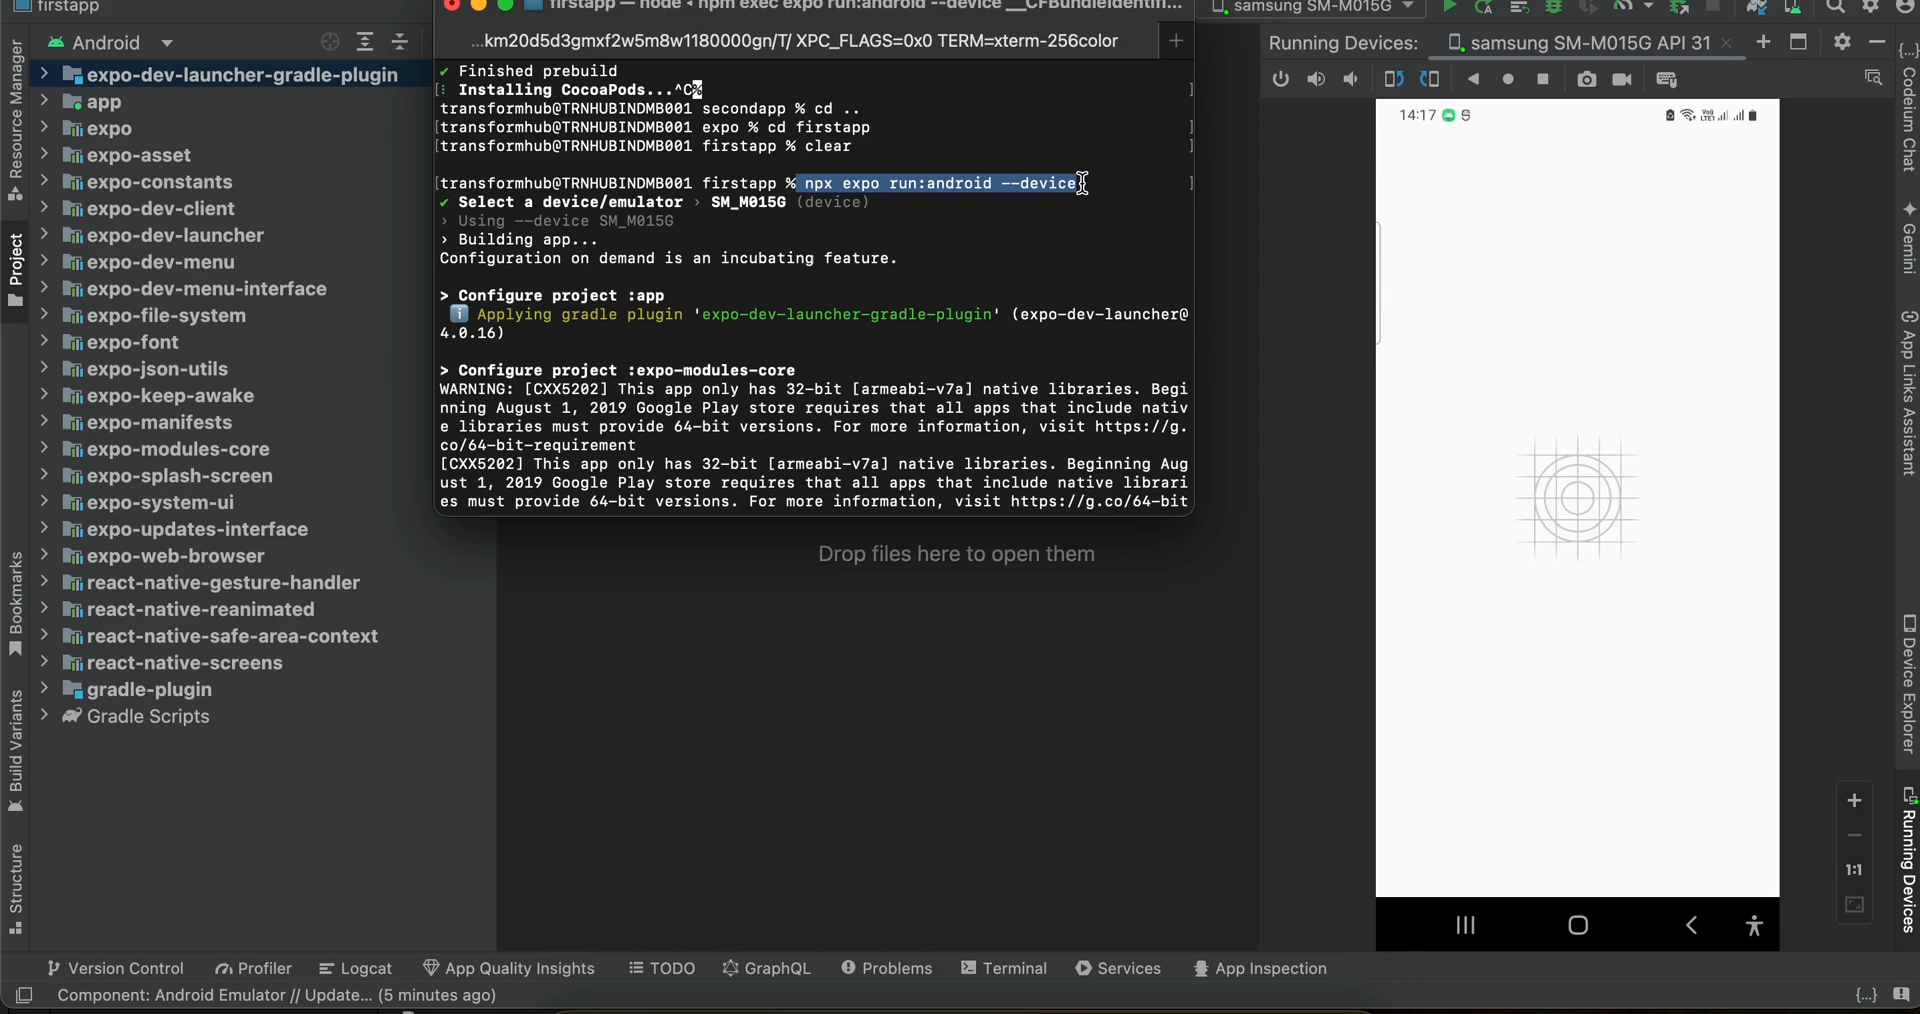 firstapp
firstapp — node ◂ npm exec expo run:android --device __CFBundleIdentifi...
samsung SM-M015G
Android
...km20d5d3gmxf2w5m8w1180000gn/T/ XPC_FLAGS=0x0 TERM=xterm-256color
Running Devices:
samsung SM-M015G API 31
expo-dev-launcher-gradle-plugin
app
expo
expo-asset
expo-constants
expo-dev-client
expo-dev-launcher
expo-dev-menu
expo-dev-menu-interface
expo-file-system
expo-font
expo-json-utils
expo-keep-awake
expo-manifests
expo-modules-core
expo-splash-screen
expo-system-ui
expo-updates-interface
expo-web-browser
react-native-gesture-handler
react-native-reanimated
react-native-safe-area-context
react-native-screens
gradle-plugin
Gradle Scripts
✔ Finished prebuild
[⠇ Installing CocoaPods...^C% ]
transformhub@TRNHUBINDMB001 secondapp % cd ..
[transformhub@TRNHUBINDMB001 expo % cd firstapp ]
[transformhub@TRNHUBINDMB001 firstapp % clear ]
[transformhub@TRNHUBINDMB001 firstapp % npx expo run:android --device ]
✔ Select a device/emulator › SM_M015G (device)
› Using --device SM_M015G
› Building app...
Configuration on demand is an incubating feature.
> Configure project :app
ℹ️ Applying gradle plugin 'expo-dev-launcher-gradle-plugin' (expo-dev-launcher@
4.0.16)
> Configure project :expo-modules-core
WARNING: [CXX5202] This app only has 32-bit [armeabi-v7a] native libraries. Begi
nning August 1, 2019 Google Play store requires that all apps that include nativ
e libraries must provide 64-bit versions. For more information, visit https://g.
co/64-bit-requirement
[CXX5202] This app only has 32-bit [armeabi-v7a] native libraries. Beginning Aug
ust 1, 2019 Google Play store requires that all apps that include native librari
es must provide 64-bit versions. For more information, visit https://g.co/64-bit
Drop files here to open them
14:17
1:1
Resource Manager
Project
Bookmarks
Build Variants
Structure
Codeium Chat
Gemini
App Links Assistant
Device Explorer
Running Devices
Version Control
Profiler
Logcat
App Quality Insights
TODO
GraphQL
Problems
Terminal
Services
App Inspection
Component: Android Emulator // Update... (5 minutes ago)
{...}